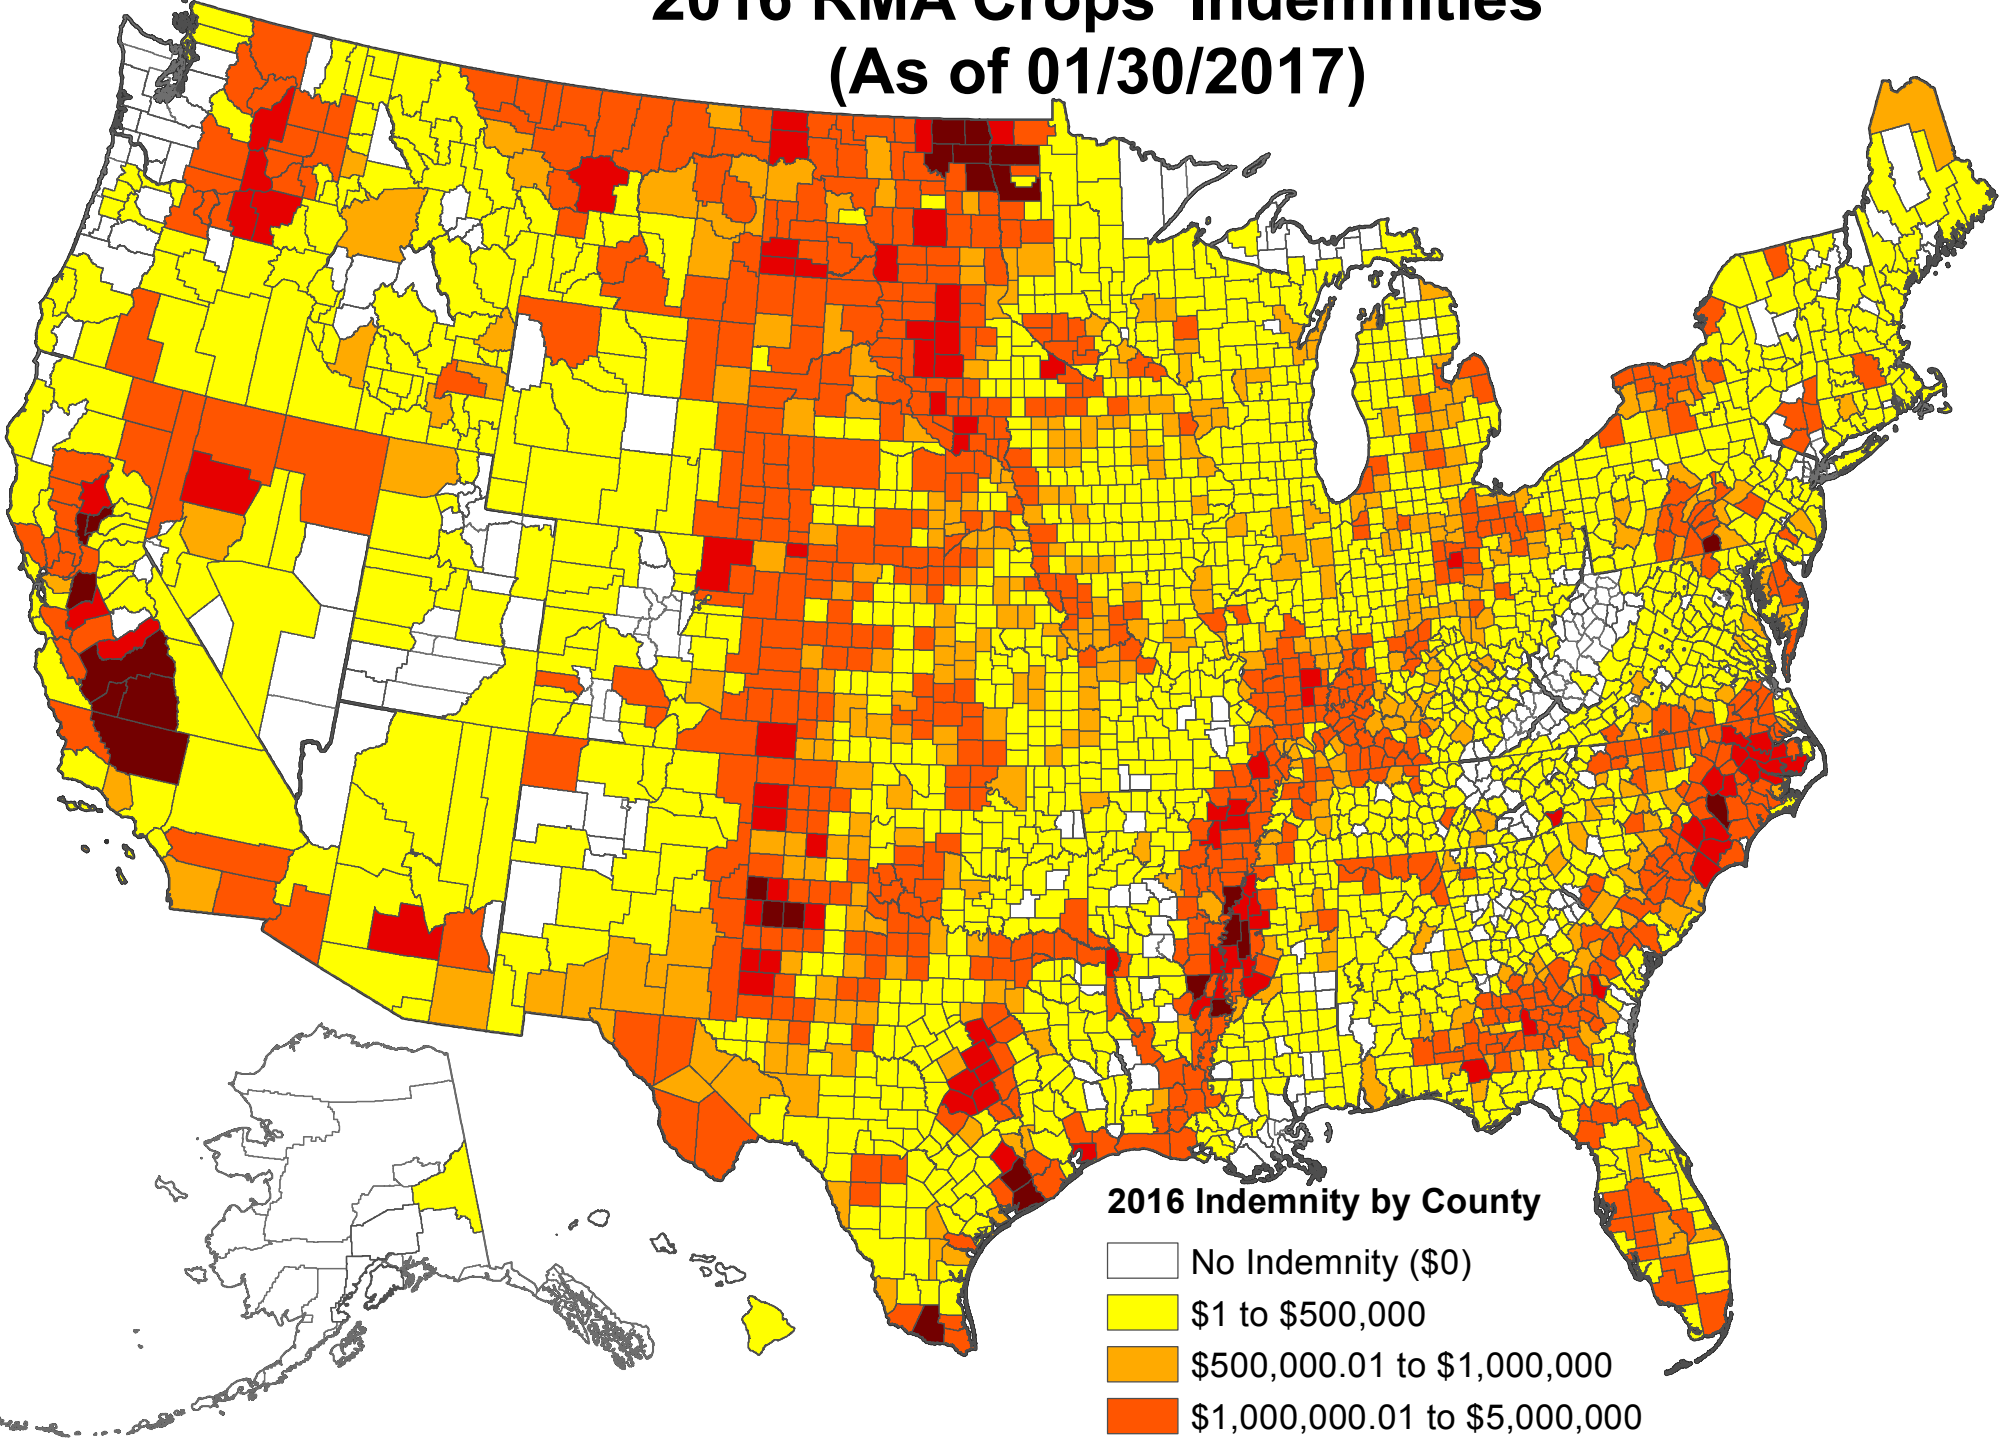 2016 RMA Crops' Indemnities
(As of 01/30/2017)
2016 Indemnity by County
No Indemnity ($0)
$1 to $500,000
$500,000.01 to $1,000,000
$1,000,000.01 to $5,000,000